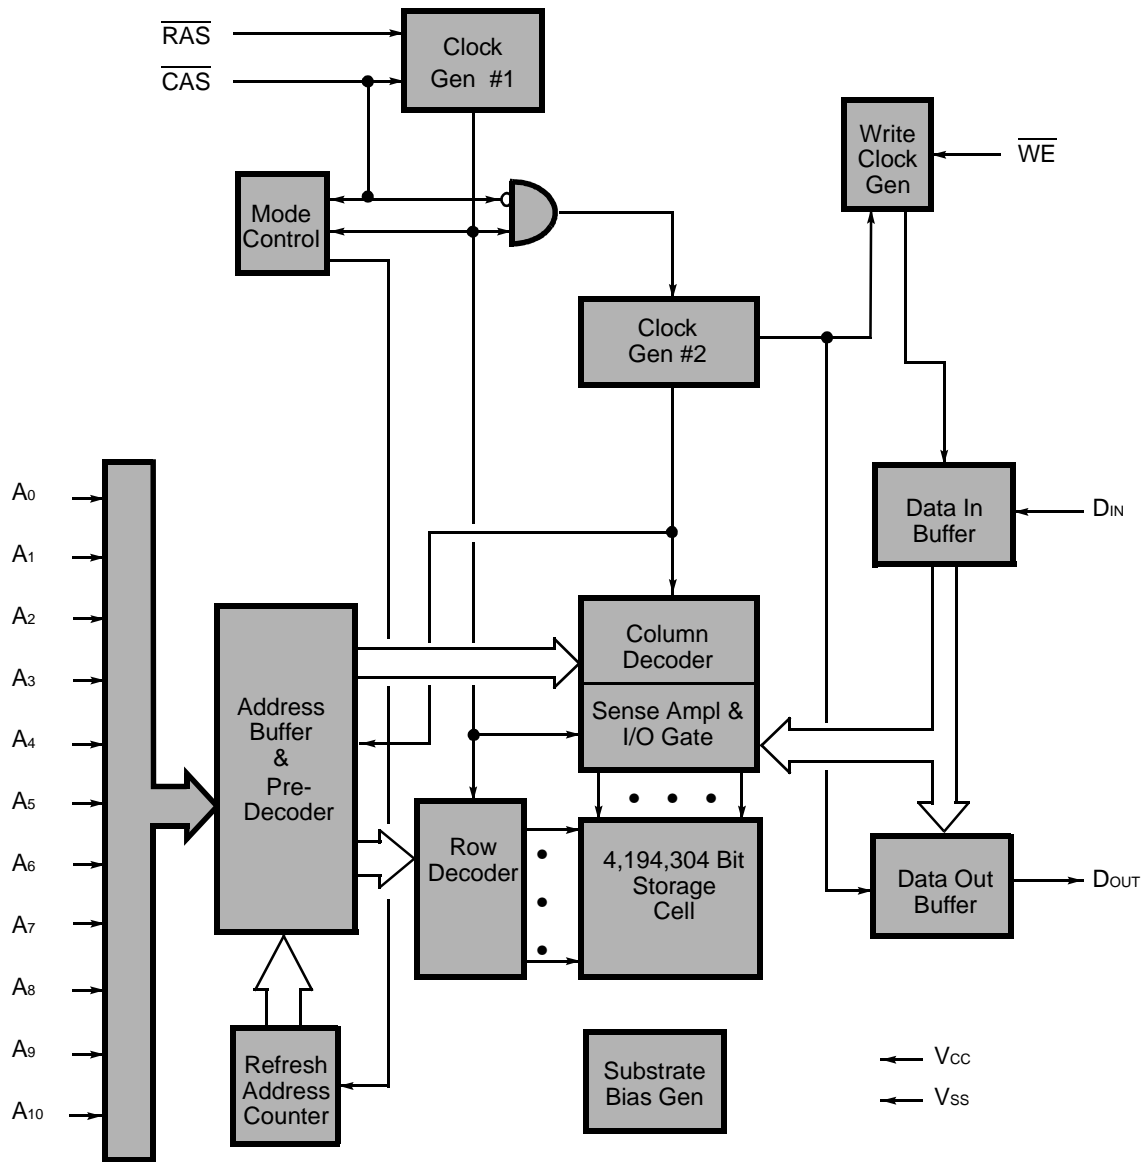 RAS
CAS
Clock
Gen #1
Write
Clock
Gen
WE
Mode
Control
Clock
Gen #2
A0
A1
A2
A3
A4
A5
A6
A7
A8
A9
A10
Data In
Buffer
DIN
Address
Buffer
&
Pre-
Decoder
Column
Decoder
Sense Ampl &
I/O Gate
Row
Decoder
4,194,304 Bit
Storage
Cell
Data Out
Buffer
DOUT
Refresh
Address
Counter
Substrate
Bias Gen
VCC
VSS